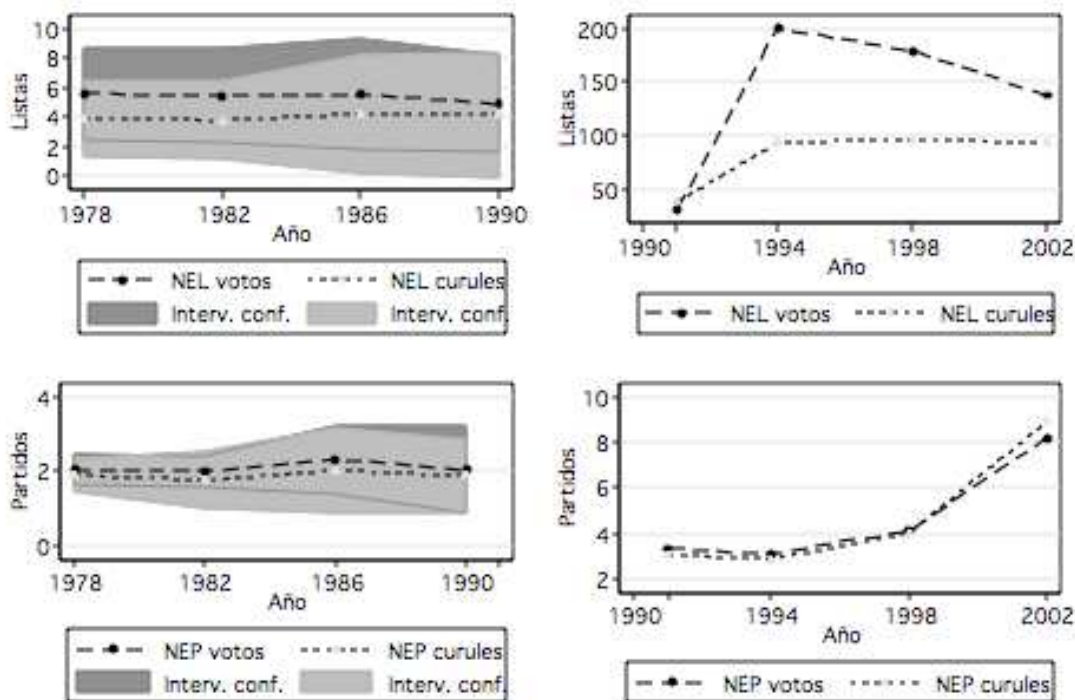 Listas
10
8
6
4
2
0
1978 1982 1986 1990
Año
NEL votos NEL curules
Interv. conf. Interv. conf.
Listas
200
150
100
50
1990 1994 1998 2002
Año
NEL votos NEL curules
Partidos
4
2
0
1978 1982 1986 1990
Año
NEP votos NEP curules
Interv. conf. Interv. conf.
Partidos
10
8
6
4
2
1990 1994 1998 2002
Año
NEP votos NEP curules